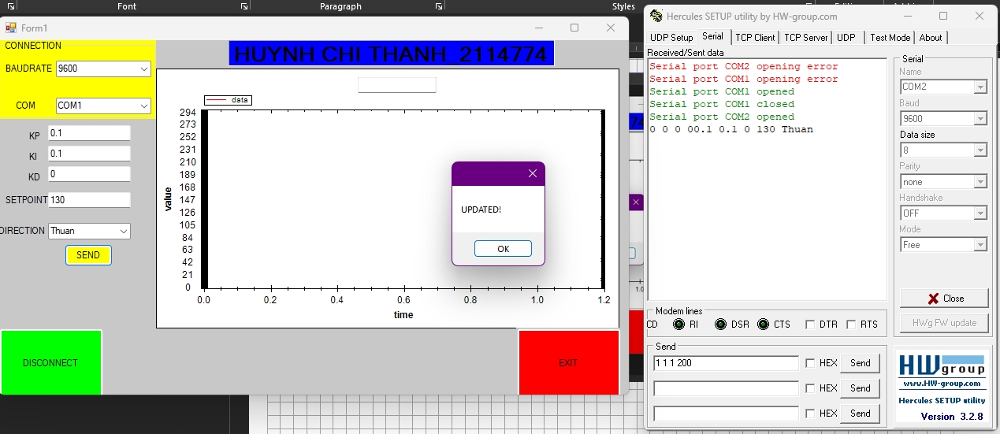 Font
Paragraph
Styles
Form1
CONNECTION
BAUDRATE 9600
COM COM1
KP 0.1
KI 0.1
KD 0
SETPOINT 130
DIRECTION Thuan
SEND
DISCONNECT
HUYNH CHI THANH_2114774
data
294
273
252
231
210
189
168
147
126
105
84
63
42
21
0
value
0.0 0.2 0.4 0.6 0.8 1.0 1.2
time
UPDATED!
OK
EXIT
Hercules SETUP utility by HW-group.com
UDP Setup Serial TCP Client TCP Server UDP Test Mode About
Received/Sent data
Serial port COM2 opening error
Serial port COM1 opening error
Serial port COM1 opened
Serial port COM1 closed
Serial port COM2 opened
0 0 0 00.1 0.1 0 130 Thuan
Serial
Name
COM2
Baud
9600
Data size
8
Parity
none
Handshake
OFF
Mode
Free
Close
HWg FW update
Modem lines
CD RI DSR CTS DTR RTS
Send
1 1 1 200 HEX Send
HEX Send
HEX Send
HW group
www.HW-group.com
Hercules SETUP utility
Version 3.2.8